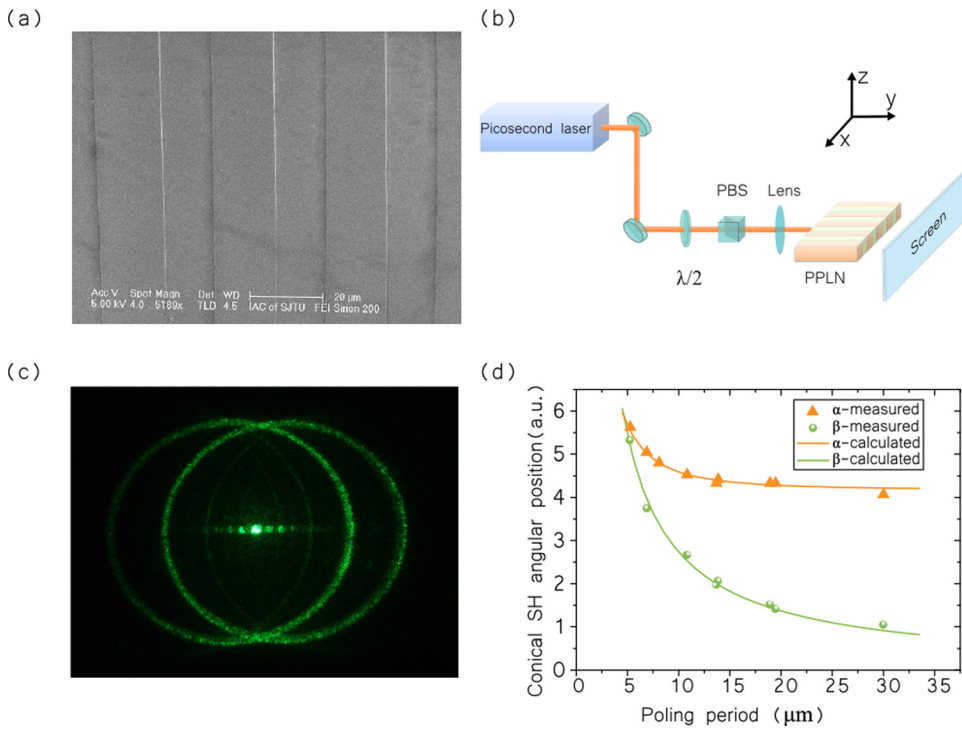 (a)
Acc V Spot Magn Det WD 20 μm
5.00 kV 4.0 5189x TLD 4.5 IAC of SJTU FEI Sirion 200
(b)
Picosecond laser
z
y
x
PBS
Lens
λ/2
PPLN
Screen
(c)
(d)
Conical SH angular position(a.u.)
6
5
4
3
2
1
0
α-measured
β-measured
α-calculated
β-calculated
0 5 10 15 20 25 30 35
Poling period (μm)